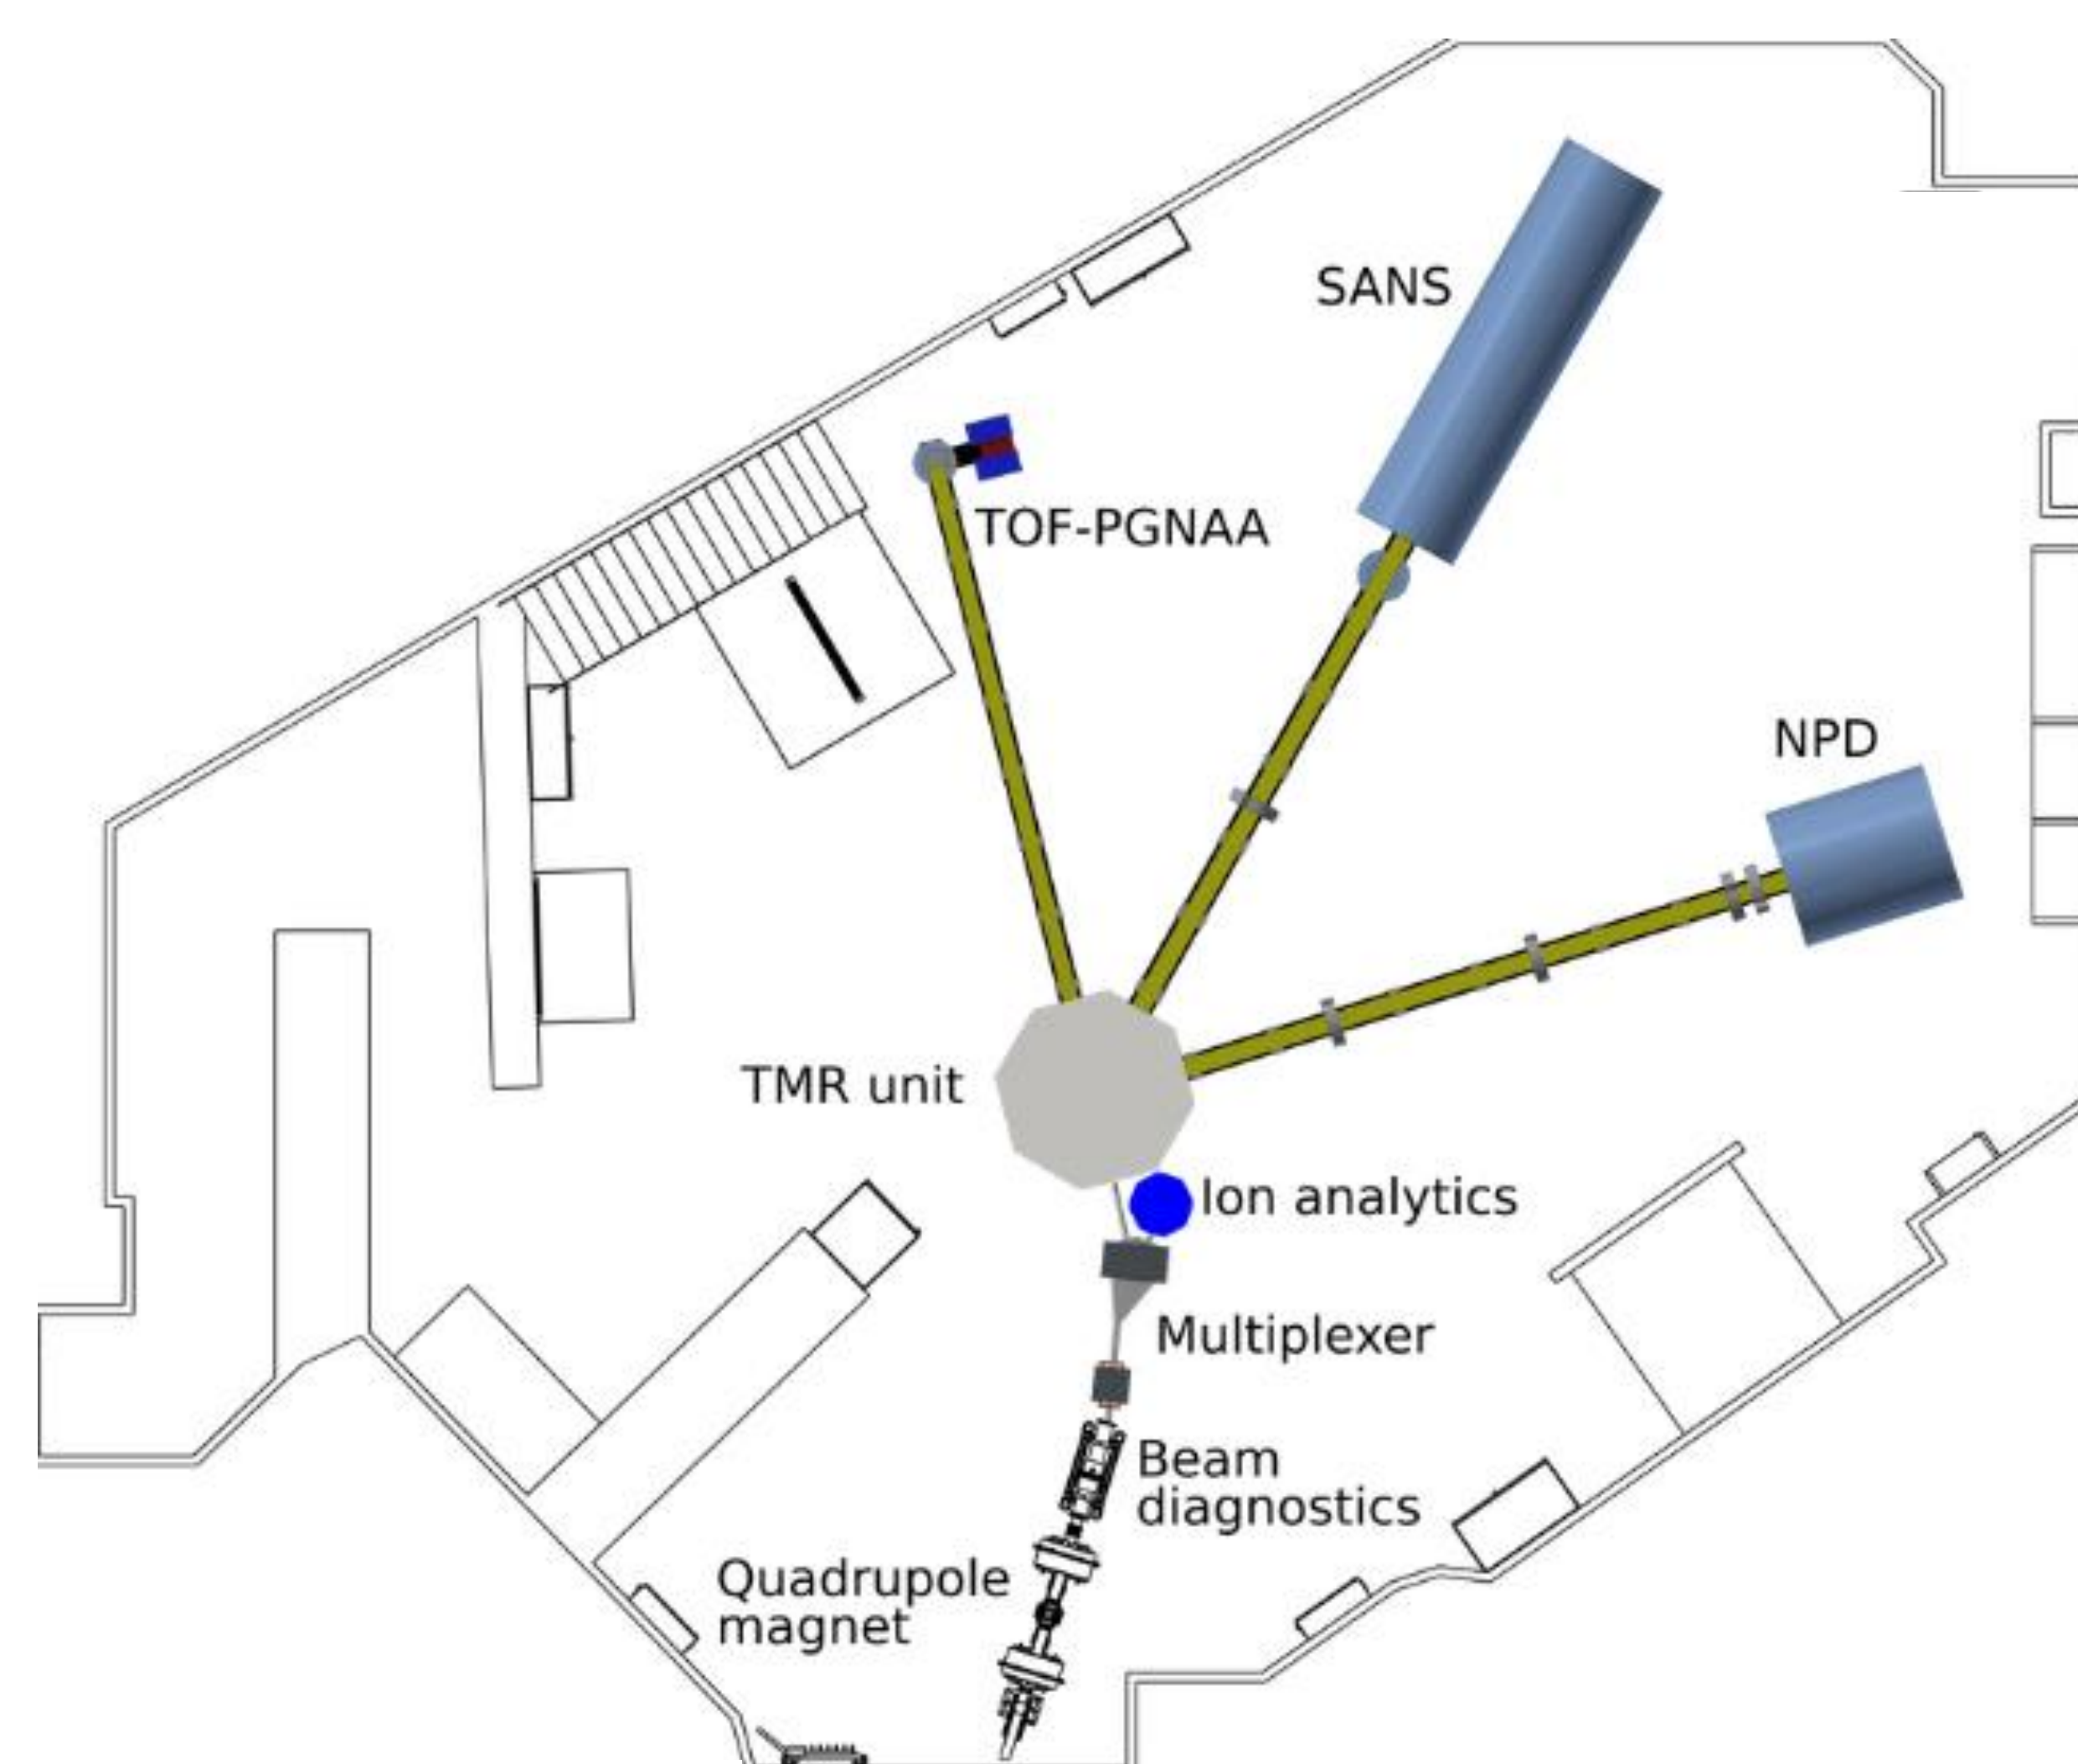 SANS
TOF-PGNAA
NPD
TMR unit
Ion analytics
Multiplexer
Beam
diagnostics
Quadrupole
magnet